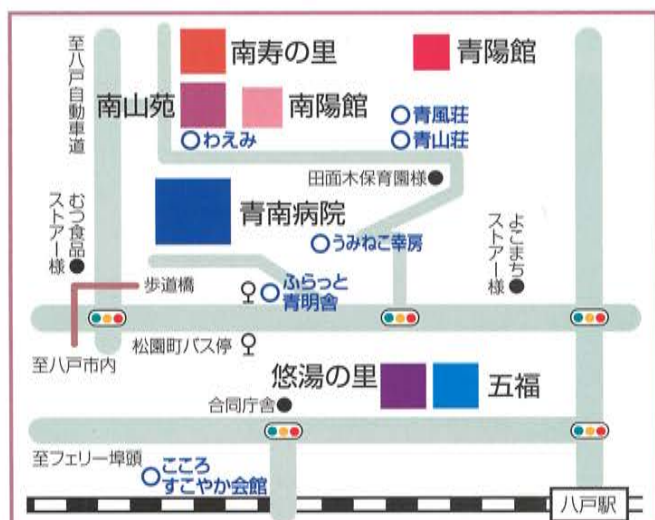 至八戸自動車道
南寿の里
青陽館
南山苑
南陽館
わえみ
青風荘
青山荘
田面木保育園様
むつ食品
ストアー様
青南病院
うみねこ幸房
よこまち
ストアー様
歩道橋
ふらっと
青明舎
松園町バス停
至八戸市内
悠湯の里
五福
合同庁舎
至フェリー埠頭
こころ
すこやか会館
八戸駅